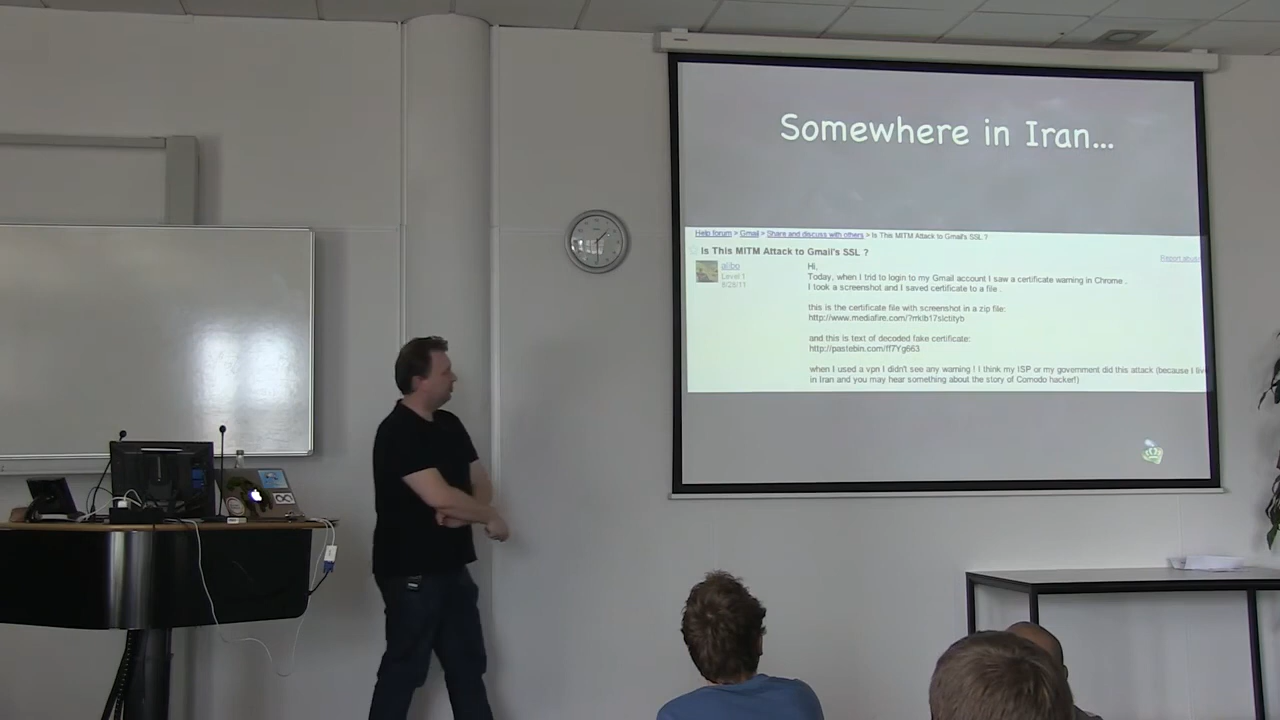 Somewhere in Iran...
Help forum > Gmail > Share and discuss with others > Is This MITM Attack to Gmail's SSL ?
Is This MITM Attack to Gmail's SSL ?
Report abus
alibo
Level 1
8/28/11
Hi,
Today, when I trid to login to my Gmail account I saw a certificate warning in Chrome .
I took a screenshot and I saved certificate to a file .
this is the certificate file with screenshot in a zip file:
http://www.mediafire.com/?rrklb17slctityb
and this is text of decoded fake certificate:
http://pastebin.com/ff7Yg663
when I used a vpn I didn't see any warning ! I think my ISP or my government did this attack (because I liv
in Iran and you may hear something about the story of Comodo hacker!)